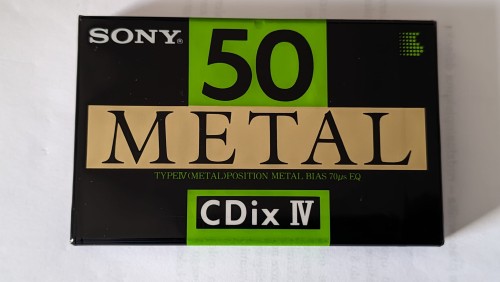 SONY®
50
METAL
TYPEⅣ(METAL)POSITION METAL BIAS 70μs EQ
CDix Ⅳ